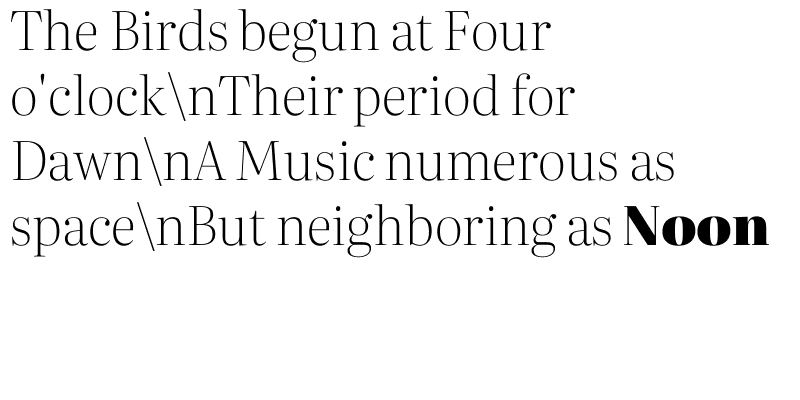 The Birds begun at Four
o'clock\nTheir period for
Dawn\nA Music numerous as
space\nBut neighboring as Noon